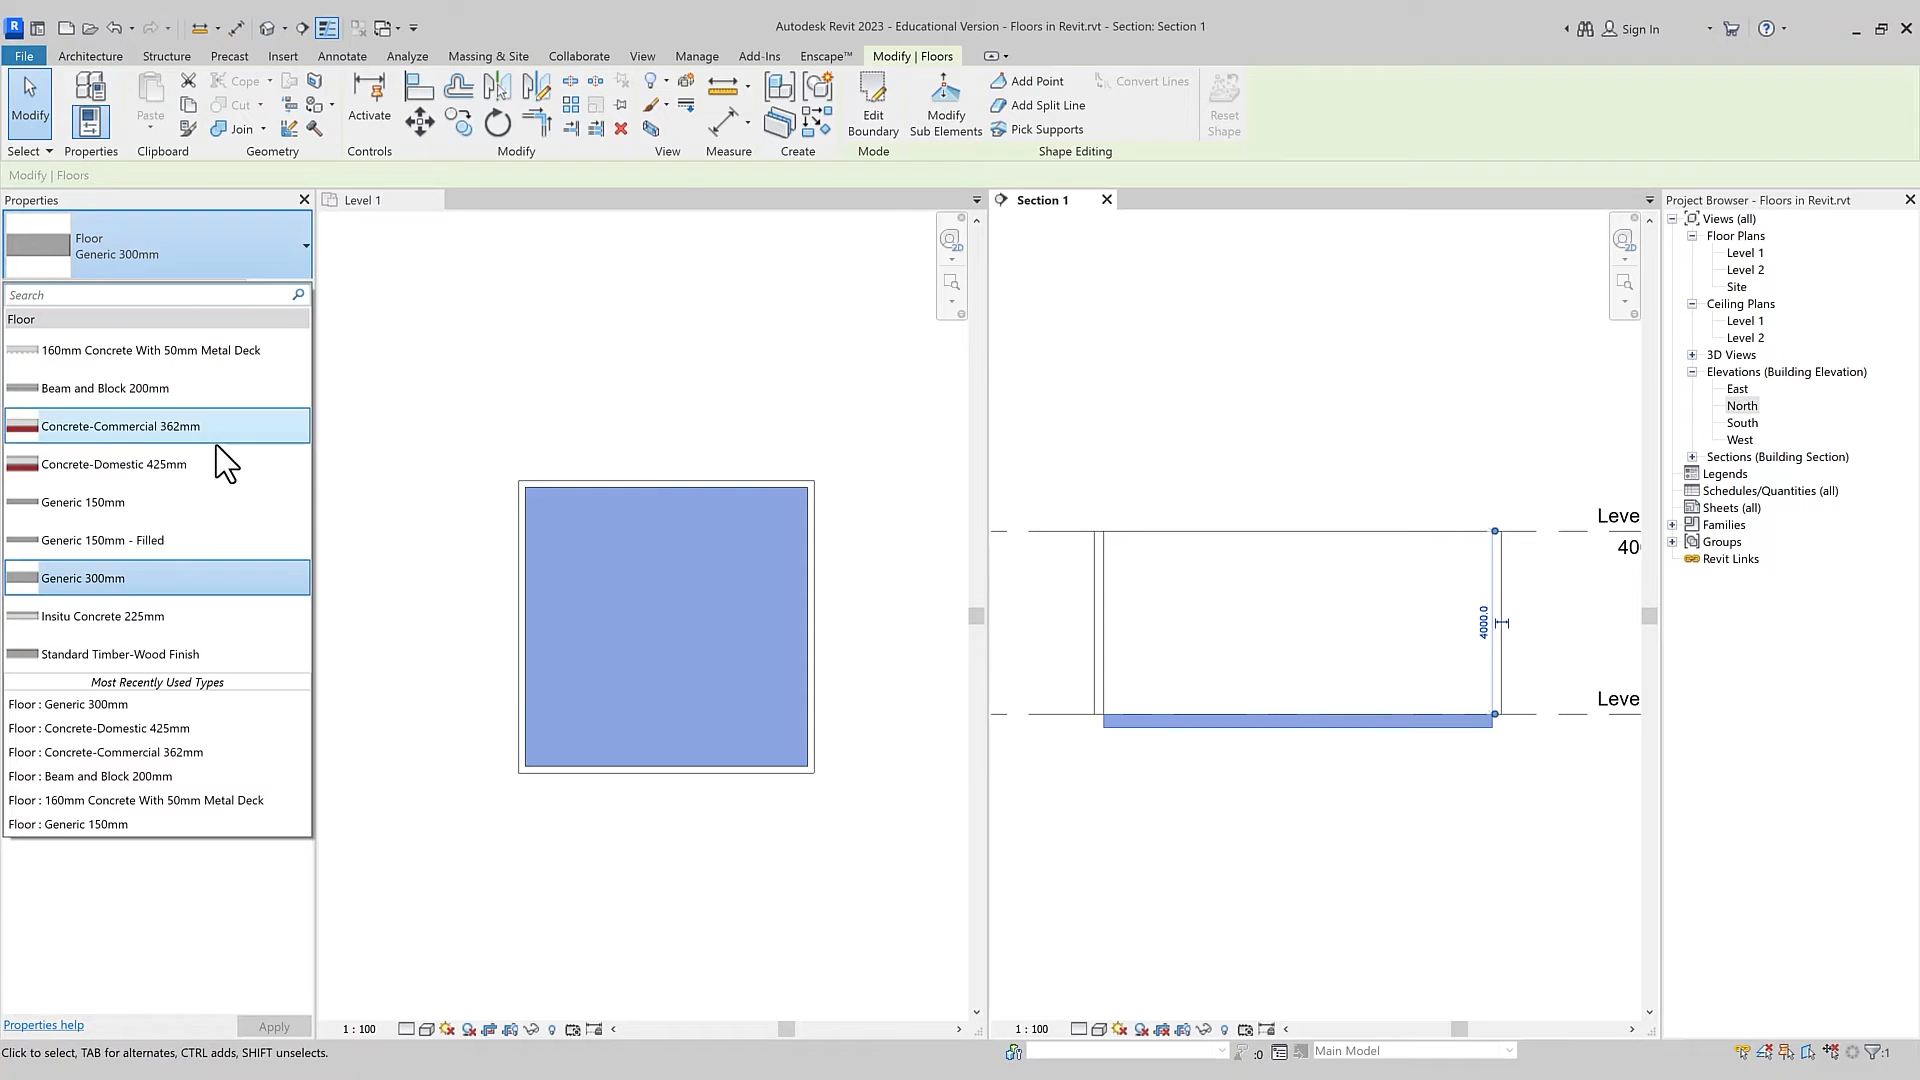 Autodesk Revit 2023 - Educational Version - Floors in Revit.rvt - Section: Section 1
Sign In
File Architecture Structure Precast Insert Annotate Analyze Massing & Site Collaborate View Manage Add-Ins Enscape™ Modify | Floors
Modify
Select
Properties
Paste
Clipboard
Cope
Cut
Join
Geometry
Activate
Controls
Modify
View
Measure
Create
Edit
Boundary
Mode
Modify
Sub Elements
Add Point
Add Split Line
Pick Supports
Convert Lines
Reset
Shape
Shape Editing
Modify | Floors
Properties
Floor
Generic 300mm
Search
Floor
160mm Concrete With 50mm Metal Deck
Beam and Block 200mm
Concrete-Commercial 362mm
Concrete-Domestic 425mm
Generic 150mm
Generic 150mm - Filled
Generic 300mm
Insitu Concrete 225mm
Standard Timber-Wood Finish
Most Recently Used Types
Floor : Generic 300mm
Floor : Concrete-Domestic 425mm
Floor : Concrete-Commercial 362mm
Floor : Beam and Block 200mm
Floor : 160mm Concrete With 50mm Metal Deck
Floor : Generic 150mm
Properties help
Apply
Level 1
2D
1 : 100
Section 1
2D
Leve
40
4000.0
Leve
1 : 100
Project Browser - Floors in Revit.rvt
Views (all)
Floor Plans
Level 1
Level 2
Site
Ceiling Plans
Level 1
Level 2
3D Views
Elevations (Building Elevation)
East
North
South
West
Sections (Building Section)
Legends
Schedules/Quantities (all)
Sheets (all)
Families
Groups
Revit Links
Click to select, TAB for alternates, CTRL adds, SHIFT unselects.
:0
Main Model
:1